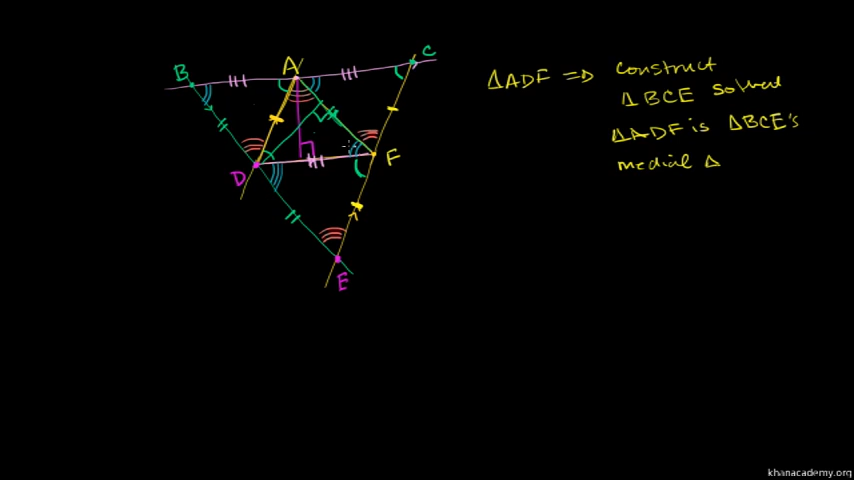 B
A
C
ΔADF => construct
ΔBCE so that
ΔADF is ΔBCE's
medial Δ
D
F
E
khanacademy.org